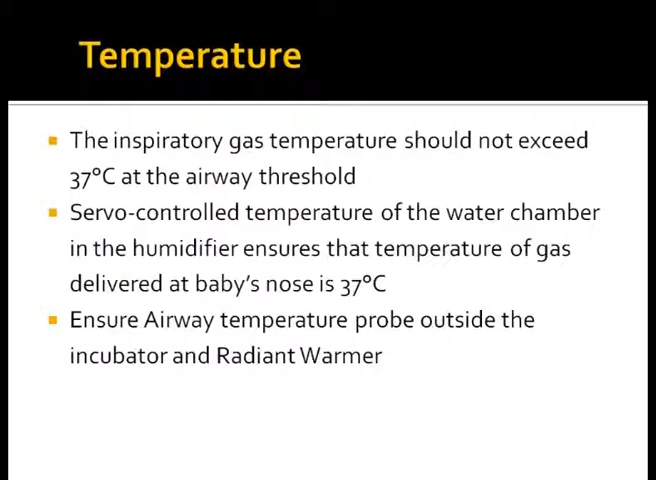 Temperature
The inspiratory gas temperature should not exceed
37°C at the airway threshold
Servo-controlled temperature of the water chamber
in the humidifier ensures that temperature of gas
delivered at baby's nose is 37°C
Ensure Airway temperature probe outside the
incubator and Radiant Warmer